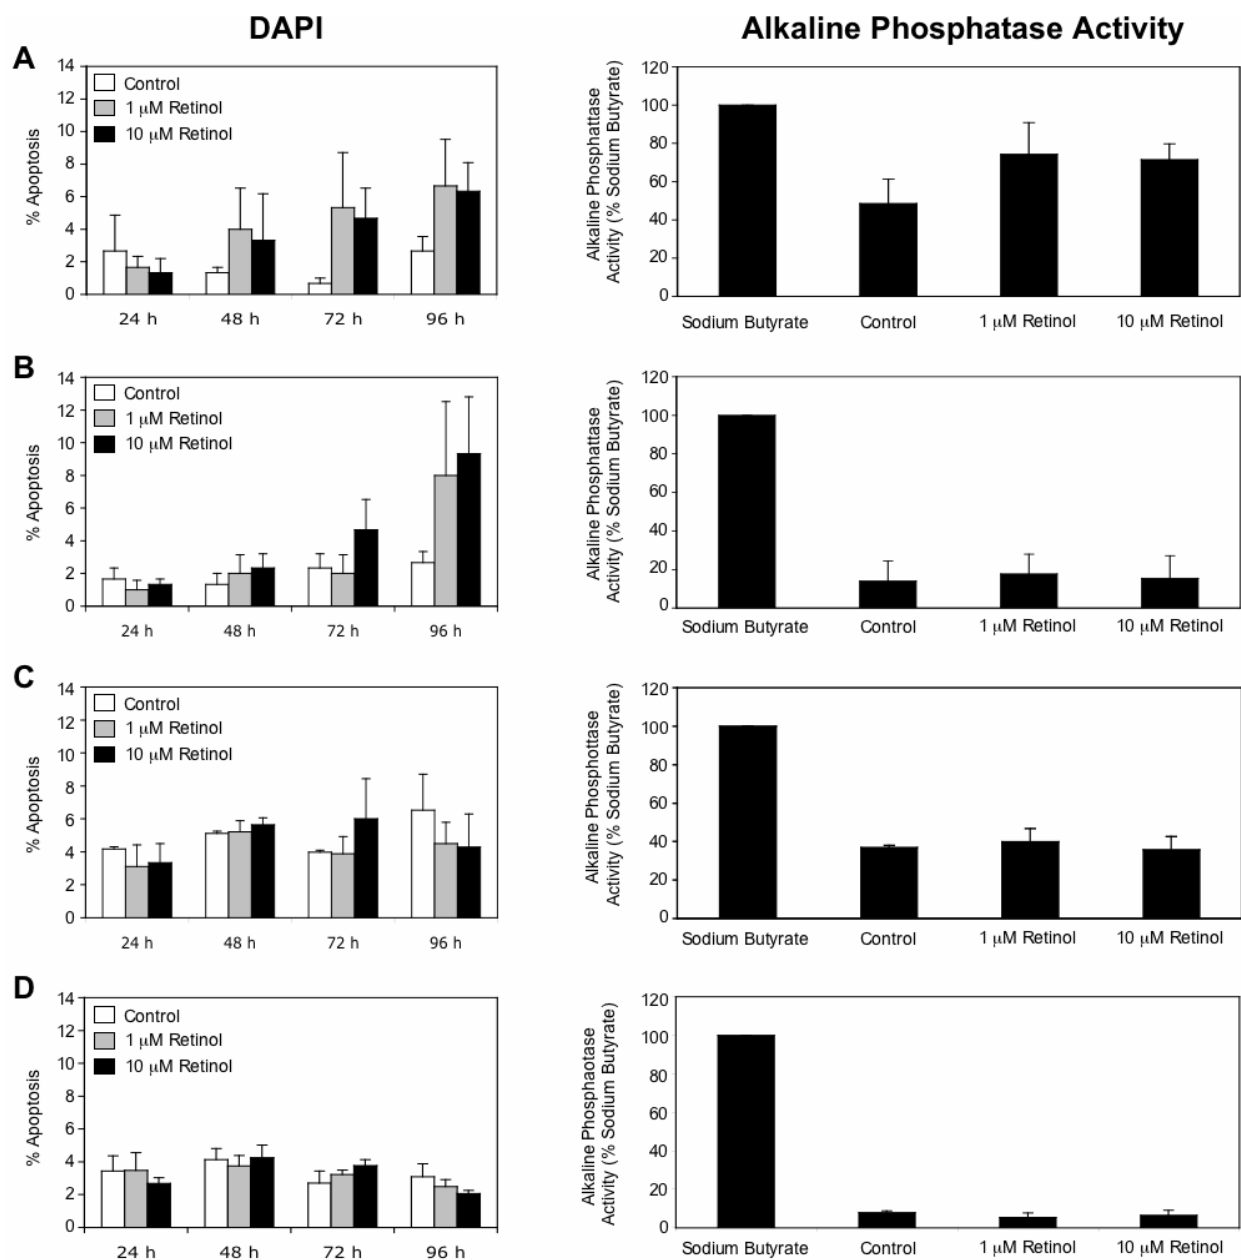 DAPI
Alkaline Phosphatase Activity
A
% Apoptosis
14
12
10
8
6
4
2
0
Control
1 μM Retinol
10 μM Retinol
24 h 48 h 72 h 96 h
Alkaline Phosphattase
Activity (% Sodium Butyrate)
120
100
80
60
40
20
0
Sodium Butyrate Control 1 μM Retinol 10 μM Retinol
B
% Apoptosis
14
12
10
8
6
4
2
0
Control
1 μM Retinol
10 μM Retinol
24 h 48 h 72 h 96 h
Alkaline Phosphattase
Activity (% Sodium Butyrate)
120
100
80
60
40
20
0
Sodium Butyrate Control 1 μM Retinol 10 μM Retinol
C
% Apoptosis
14
12
10
8
6
4
2
0
Control
1 μM Retinol
10 μM Retinol
24 h 48 h 72 h 96 h
Alkaline Phosphottase
Activity (% Sodium Butyrate)
120
100
80
60
40
20
0
Sodium Butyrate Control 1 μM Retinol 10 μM Retinol
D
% Apoptosis
14
12
10
8
6
4
2
0
Control
1 μM Retinol
10 μM Retinol
24 h 48 h 72 h 96 h
Alkaline Phosphaotase
Activity (% Sodium Butyrate)
120
100
80
60
40
20
0
Sodium Butyrate Control 1 μM Retinol 10 μM Retinol